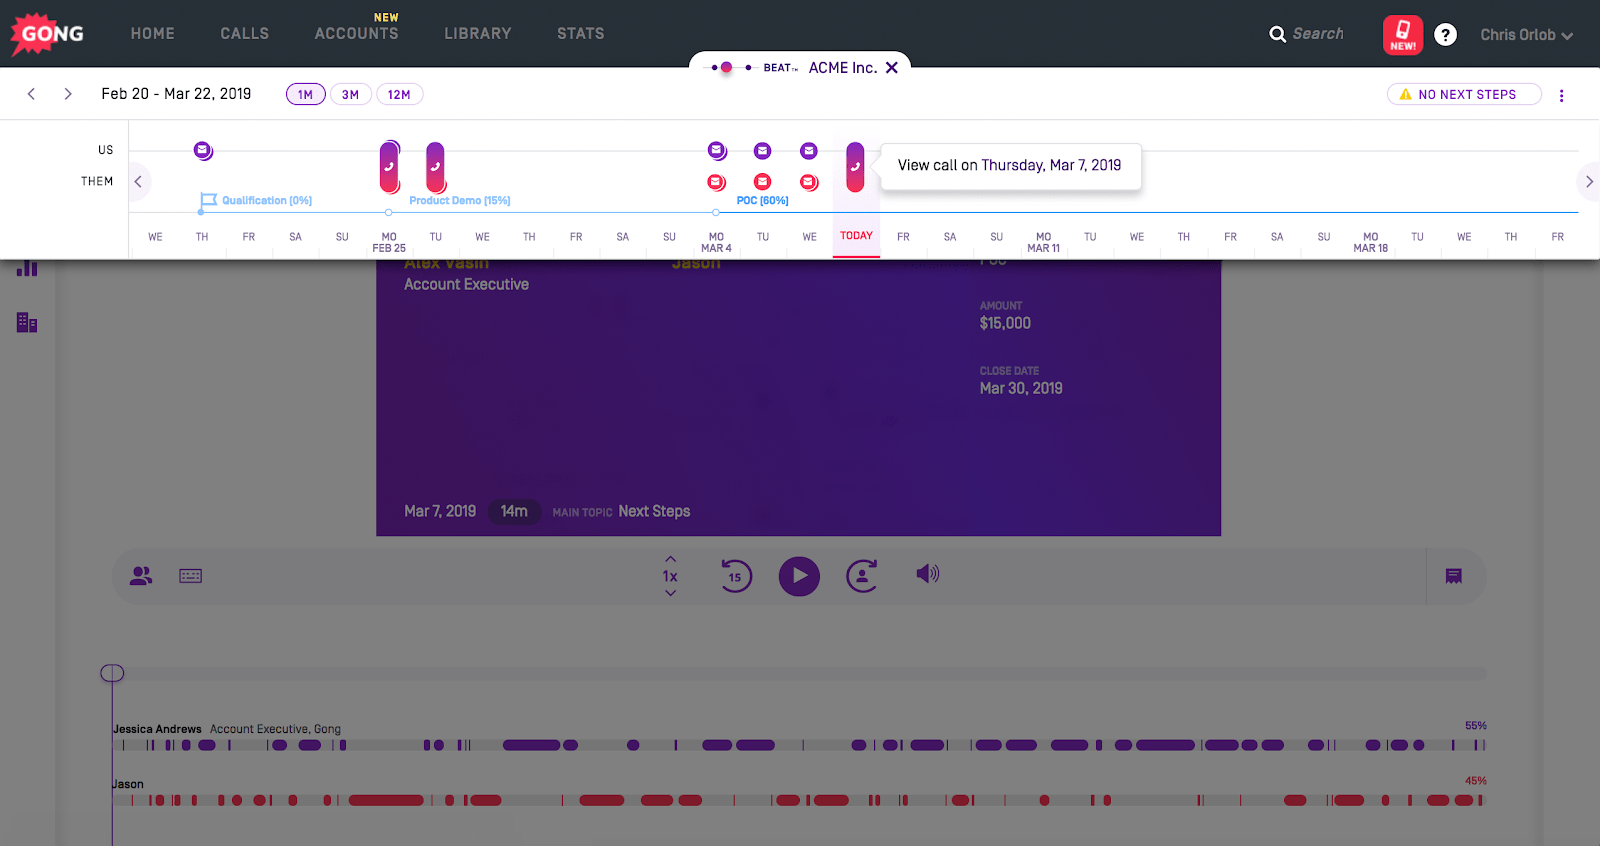 GONG HOME CALLS NEW ACCOUNTS LIBRARY STATS Search NEW! ? Chris Orlob
BEAT™ ACME Inc.
Feb 20 - Mar 22, 2019 1M 3M 12M NO NEXT STEPS
US
THEM
View call on Thursday, Mar 7, 2019
Qualification (0%) Product Demo (15%) POC (60%)
WE TH FR SA SU MO TU WE TH FR SA SU MO TU WE TODAY FR SA SU MO TU WE TH FR SA SU MO TU WE TH FR
FEB 25 MAR 4 MAR 11 MAR 18
Alex Vasin Jason POC
Account Executive
AMOUNT
$15,000
CLOSE DATE
Mar 30, 2019
Mar 7, 2019 14m MAIN TOPIC Next Steps
1x 15
Jessica Andrews Account Executive, Gong 55%
Jason 45%